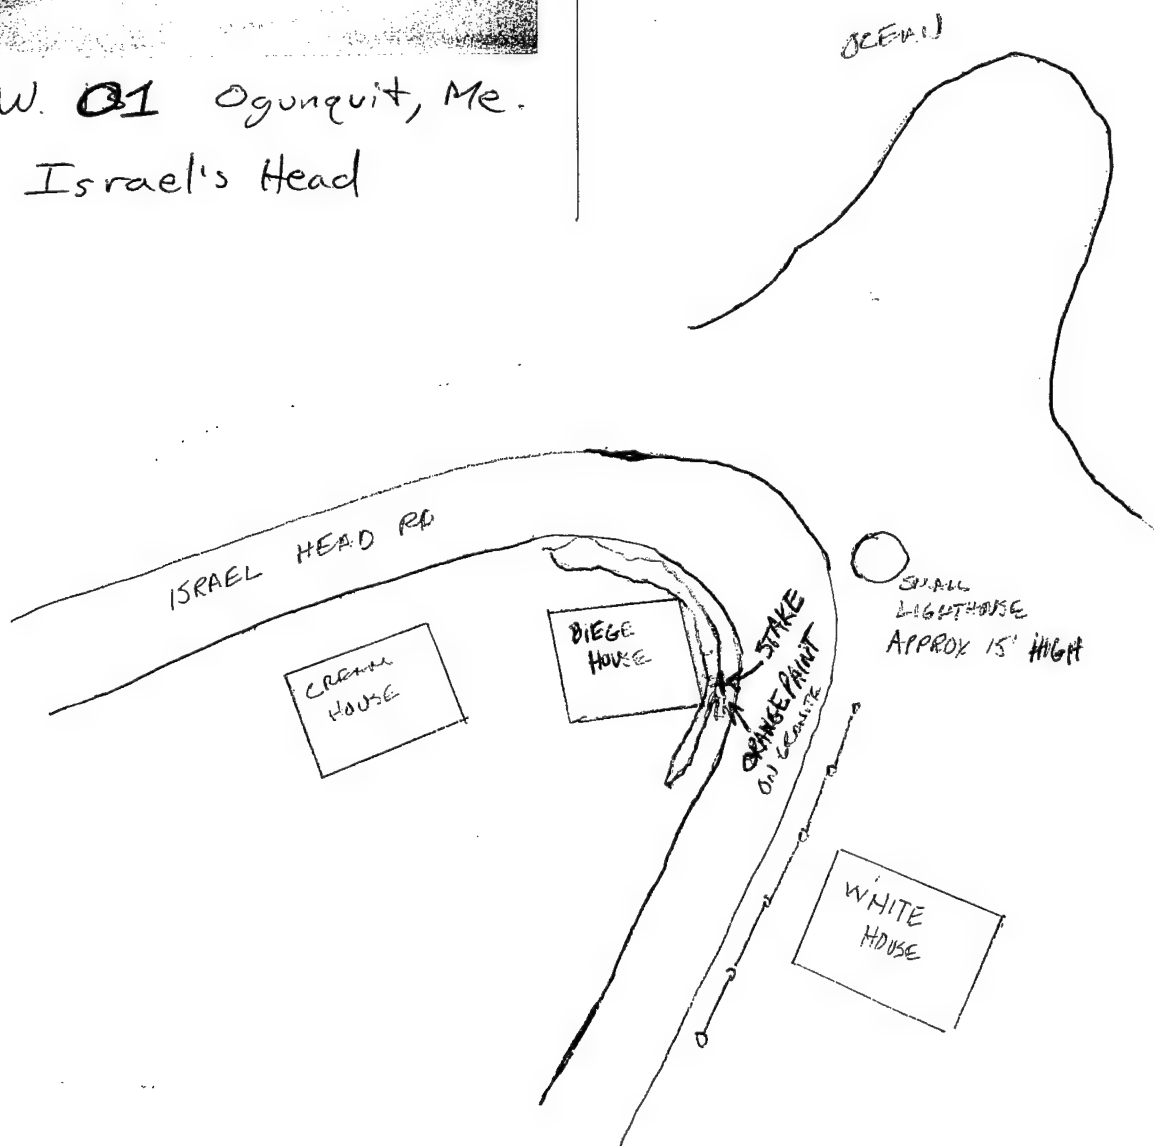 W. 01 Ogunquit, Me.
Israel's Head
OCEAN
ISRAEL HEAD RD
SMALL
LIGHTHOUSE
APPROX 15' HIGH
CREAM
HOUSE
BIEGE
HOUSE
STAKE
ORANGE PAINT
ON GRANITE
WHITE
HOUSE